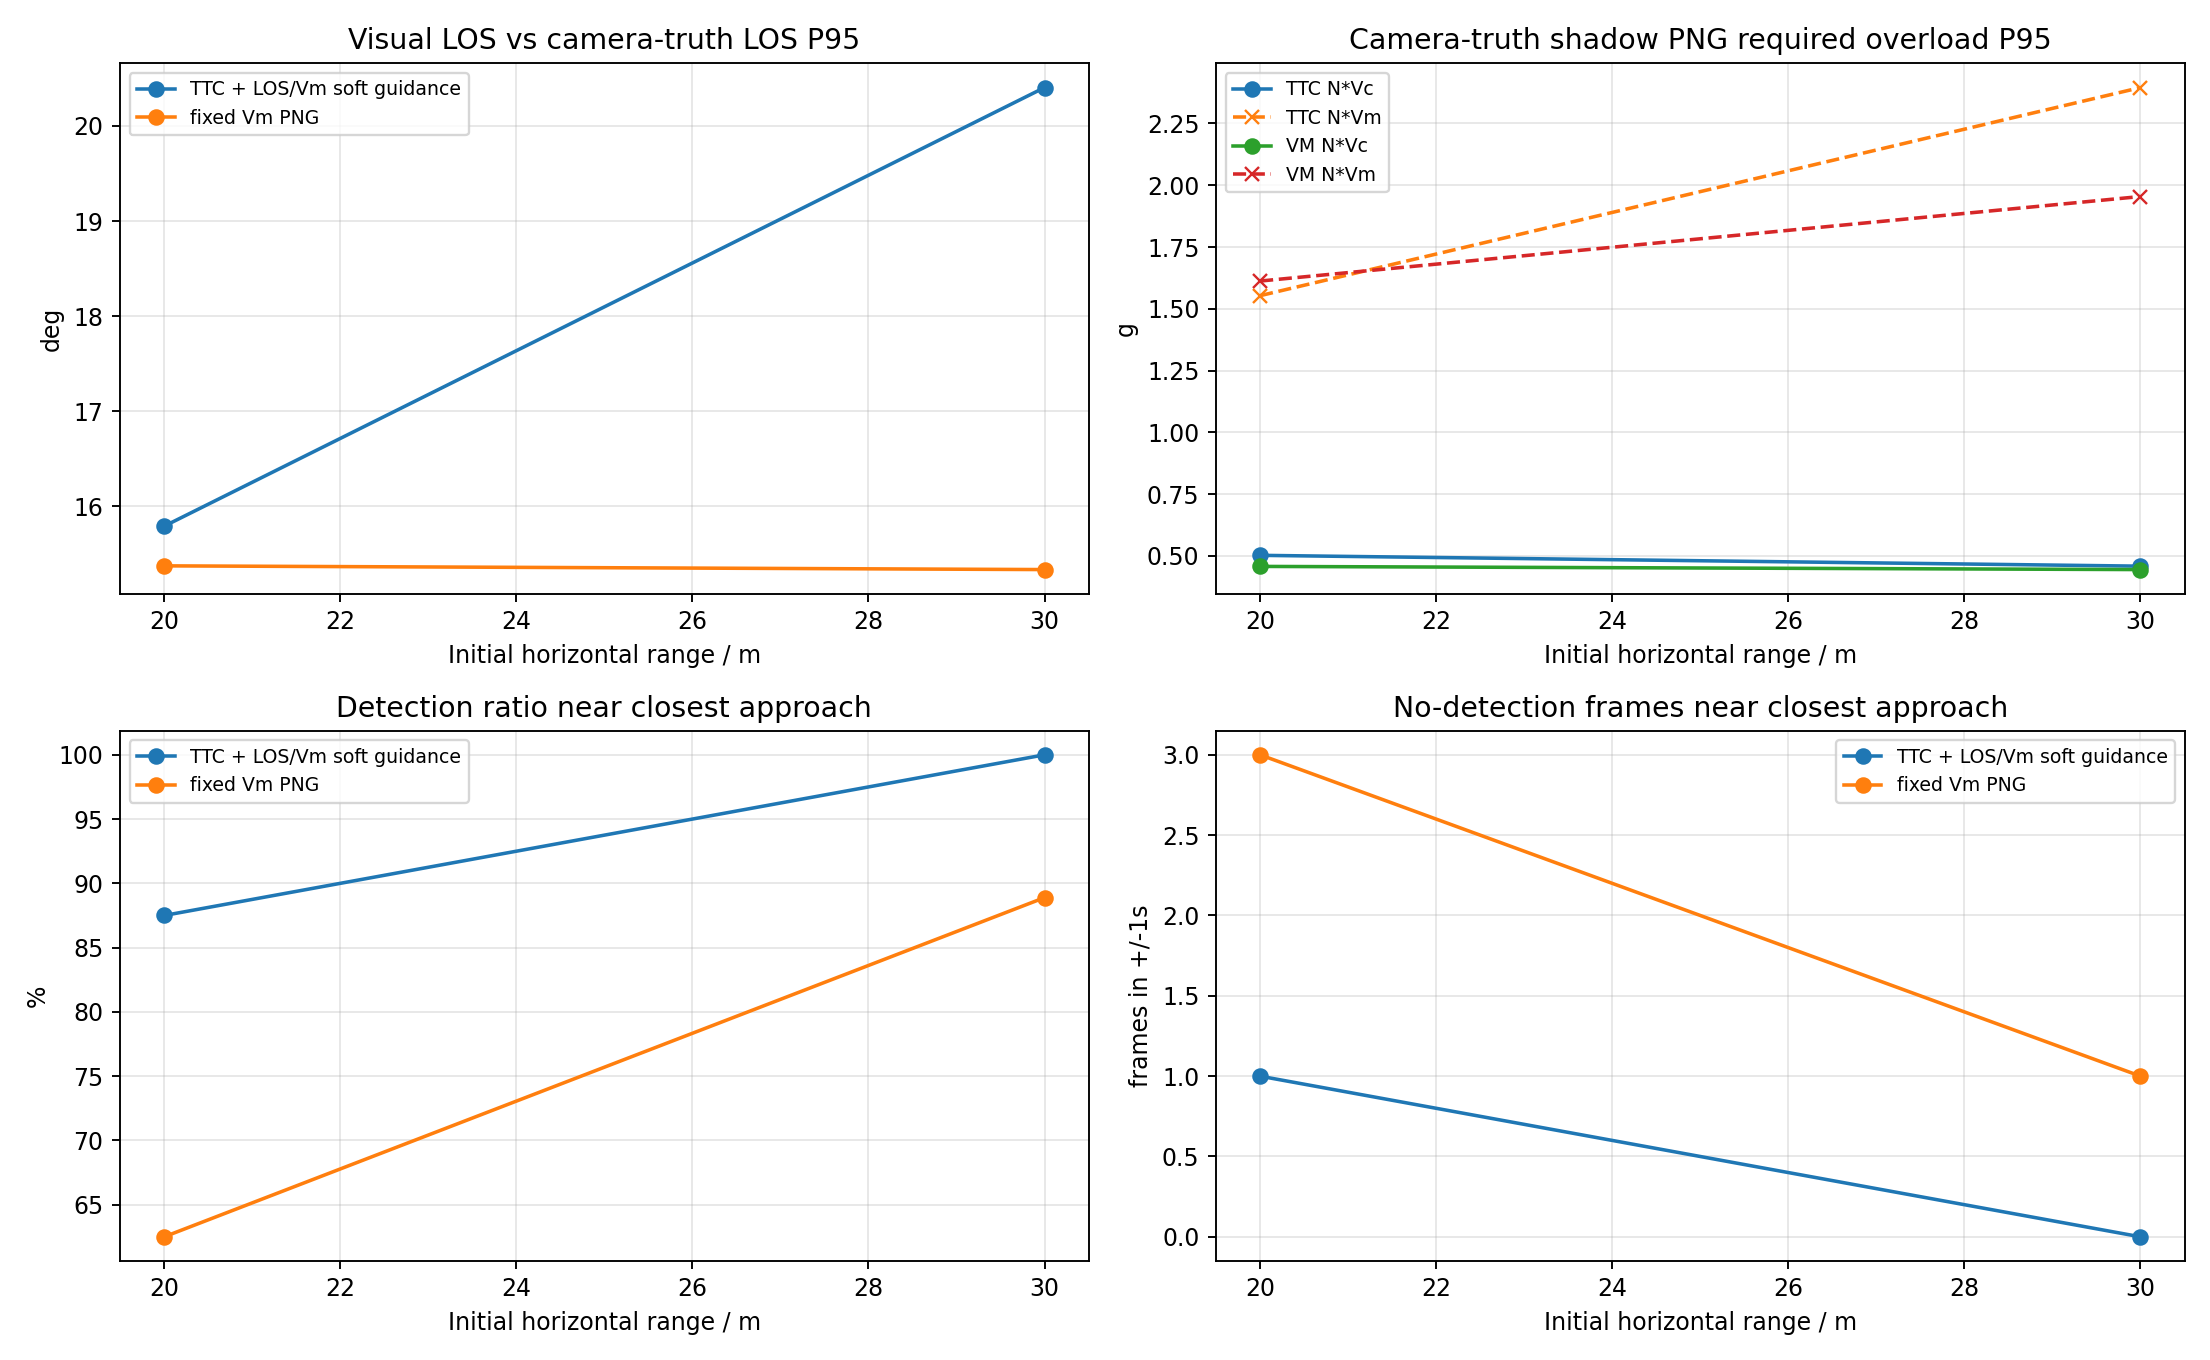 Visual LOS vs camera-truth LOS P95
TTC + LOS/Vm soft guidance
fixed Vm PNG
deg
20
19
18
17
16
20 22 24 26 28 30
Initial horizontal range / m
Camera-truth shadow PNG required overload P95
TTC N*Vc
TTC N*Vm
VM N*Vc
VM N*Vm
g
2.25
2.00
1.75
1.50
1.25
1.00
0.75
0.50
20 22 24 26 28 30
Initial horizontal range / m
Detection ratio near closest approach
TTC + LOS/Vm soft guidance
fixed Vm PNG
%
100
95
90
85
80
75
70
65
20 22 24 26 28 30
Initial horizontal range / m
No-detection frames near closest approach
TTC + LOS/Vm soft guidance
fixed Vm PNG
frames in +/-1s
3.0
2.5
2.0
1.5
1.0
0.5
0.0
20 22 24 26 28 30
Initial horizontal range / m